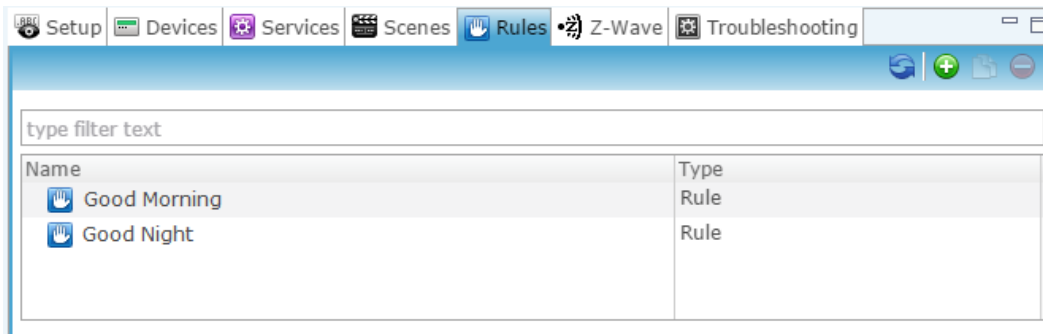 Setup Devices Services Scenes Rules Z-Wave Troubleshooting
type filter text
Name Type
Good Morning Rule
Good Night Rule